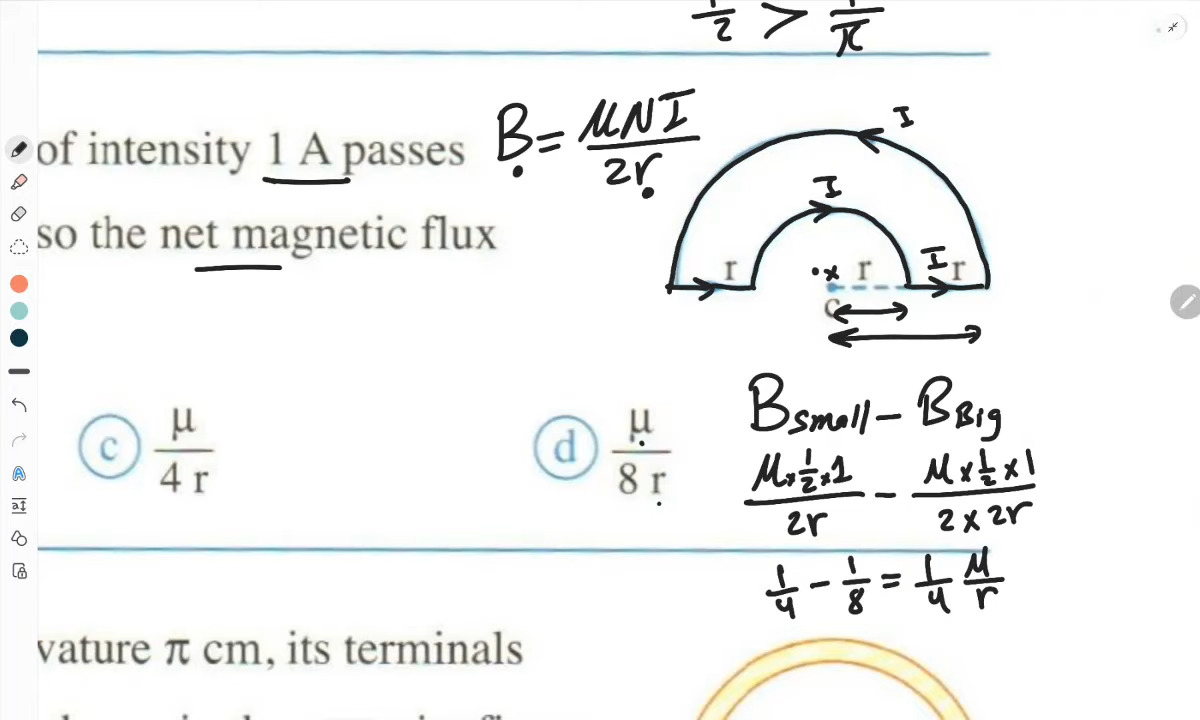 1/2 > 1/π
of intensity 1 A passes
B = μNI/2r
I
I
so the net magnetic flux
r
x r
I r
c
c μ/4 r
d μ/8 r
Bsmall – BBig
μ×1/2×1/2r – μ×1/2×1/2×2r
1/4 – 1/8 = 1/4 μ/r
vature π cm, its terminals